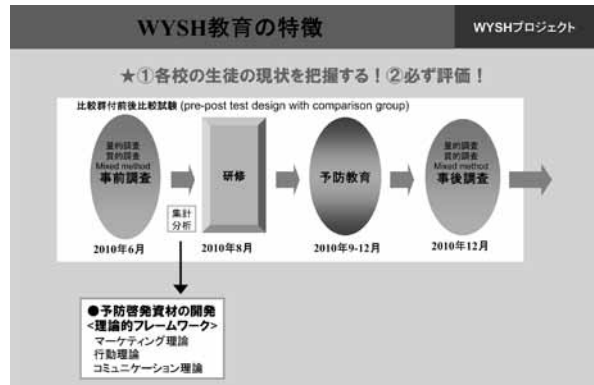 WYSH教育の特徴
WYSHプロジェクト
★①各校の生徒の現状を把握する！②必ず評価！
比較群付前後比較試験 (pre-post test design with comparison group)
量的調査
質的調査
Mixed method
事前調査
研修
予防教育
量的調査
質的調査
Mixed method
事後調査
集計
分析
2010年6月
2010年8月
2010年9-12月
2010年12月
●予防啓発資材の開発
<理論的フレームワーク>
マーケティング理論
行動理論
コミュニケーション理論